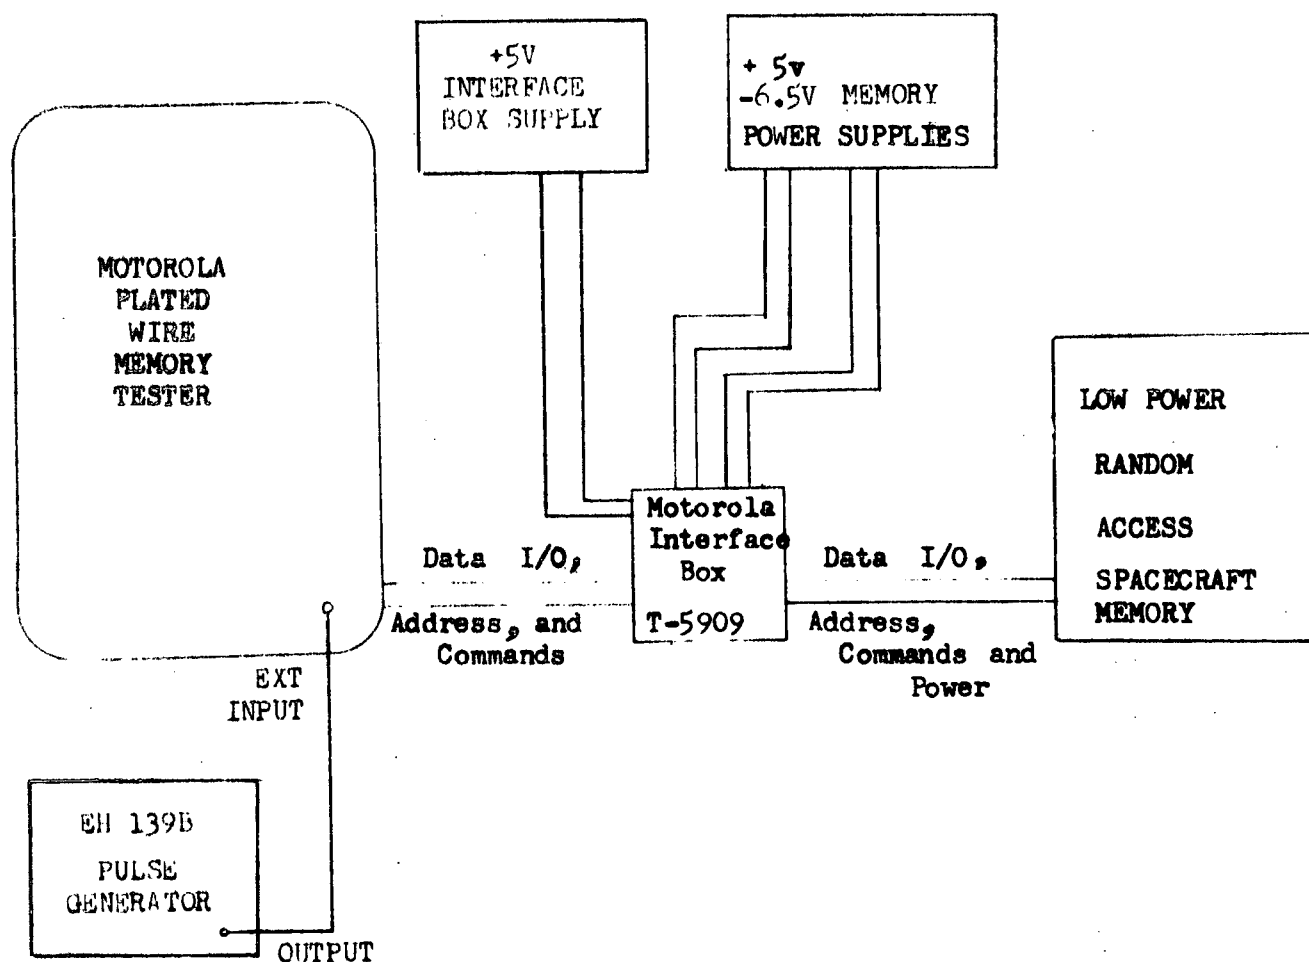 +5V
INTERFACE
BOX SUPPLY
+ 5v
-6.5V MEMORY
POWER SUPPLIES
MOTOROLA
PLATED
WIRE
MEMORY
TESTER
LOW POWER
RANDOM
ACCESS
SPACECRAFT
MEMORY
Motorola
Interface
Box
T-5909
Data I/O,
Address, and
Commands
Data I/O,
Address,
Commands and
Power
EXT
INPUT
EH 139B
PULSE
GENERATOR
OUTPUT